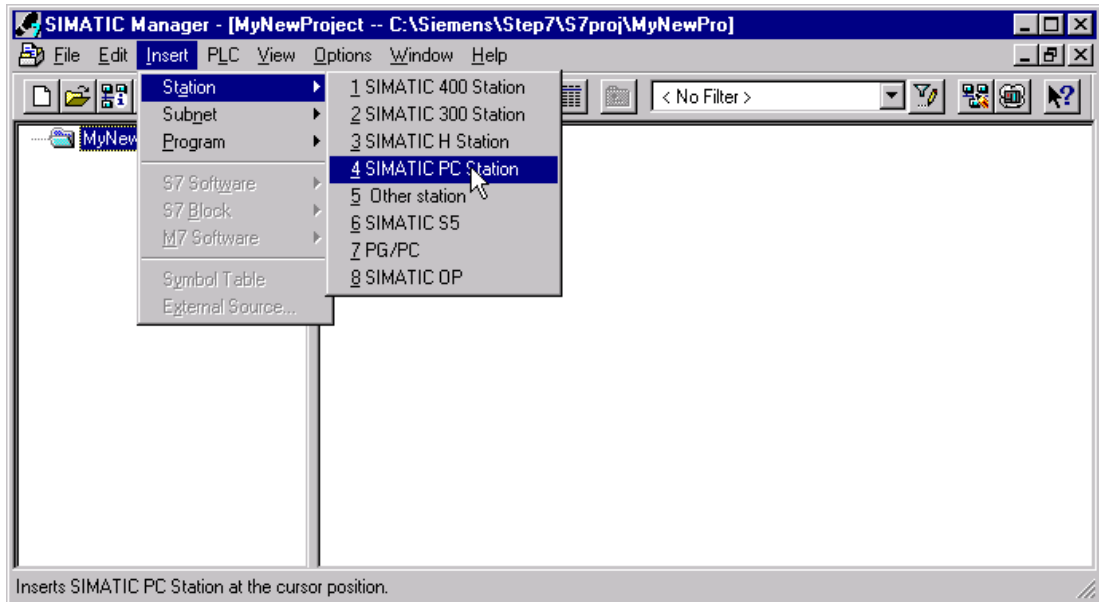 SIMATIC Manager - [MyNewProject -- C:\Siemens\Step7\S7proj\MyNewPro]
File Edit Insert PLC View Options Window Help
< No Filter >
MyNew
Station
Subnet
Program
S7 Software
S7 Block
M7 Software
Symbol Table
External Source...
1 SIMATIC 400 Station
2 SIMATIC 300 Station
3 SIMATIC H Station
4 SIMATIC PC Station
5 Other station
6 SIMATIC S5
7 PG/PC
8 SIMATIC OP
Inserts SIMATIC PC Station at the cursor position.